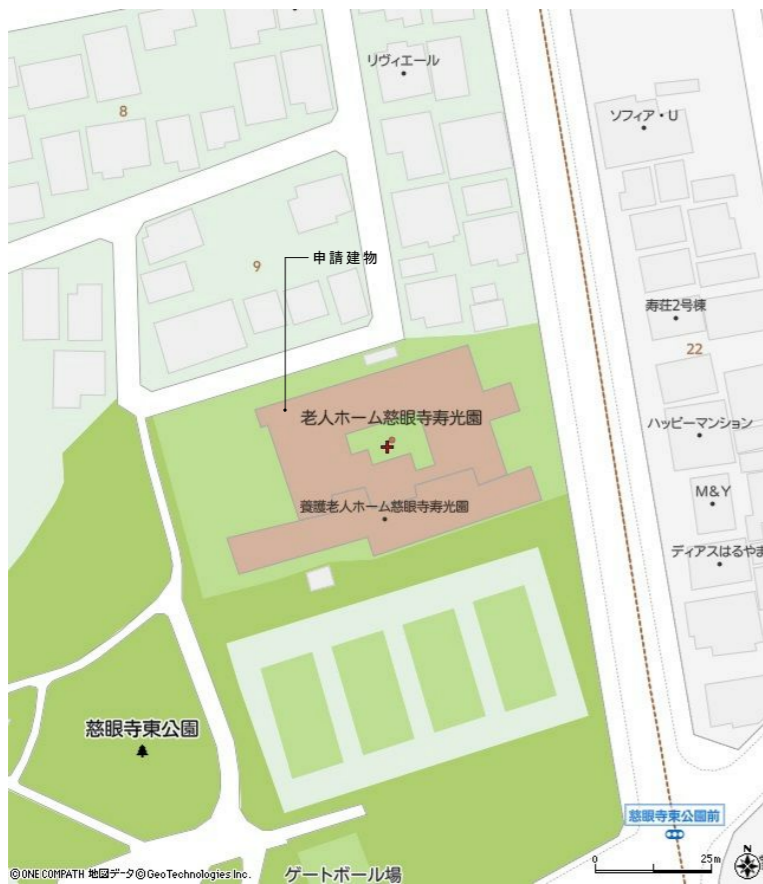 リヴィエール
8
ソフィア・U
申請建物
9
寿荘2号棟
22
老人ホーム慈眼寺寿光園
ハッピーマンション
養護老人ホーム慈眼寺寿光園
M&Y
ディアスはるやま
慈眼寺東公園
慈眼寺東公園前
N
0 25m
©ONE COMPATH 地図データ©GeoTechnologies Inc.
ゲートボール場